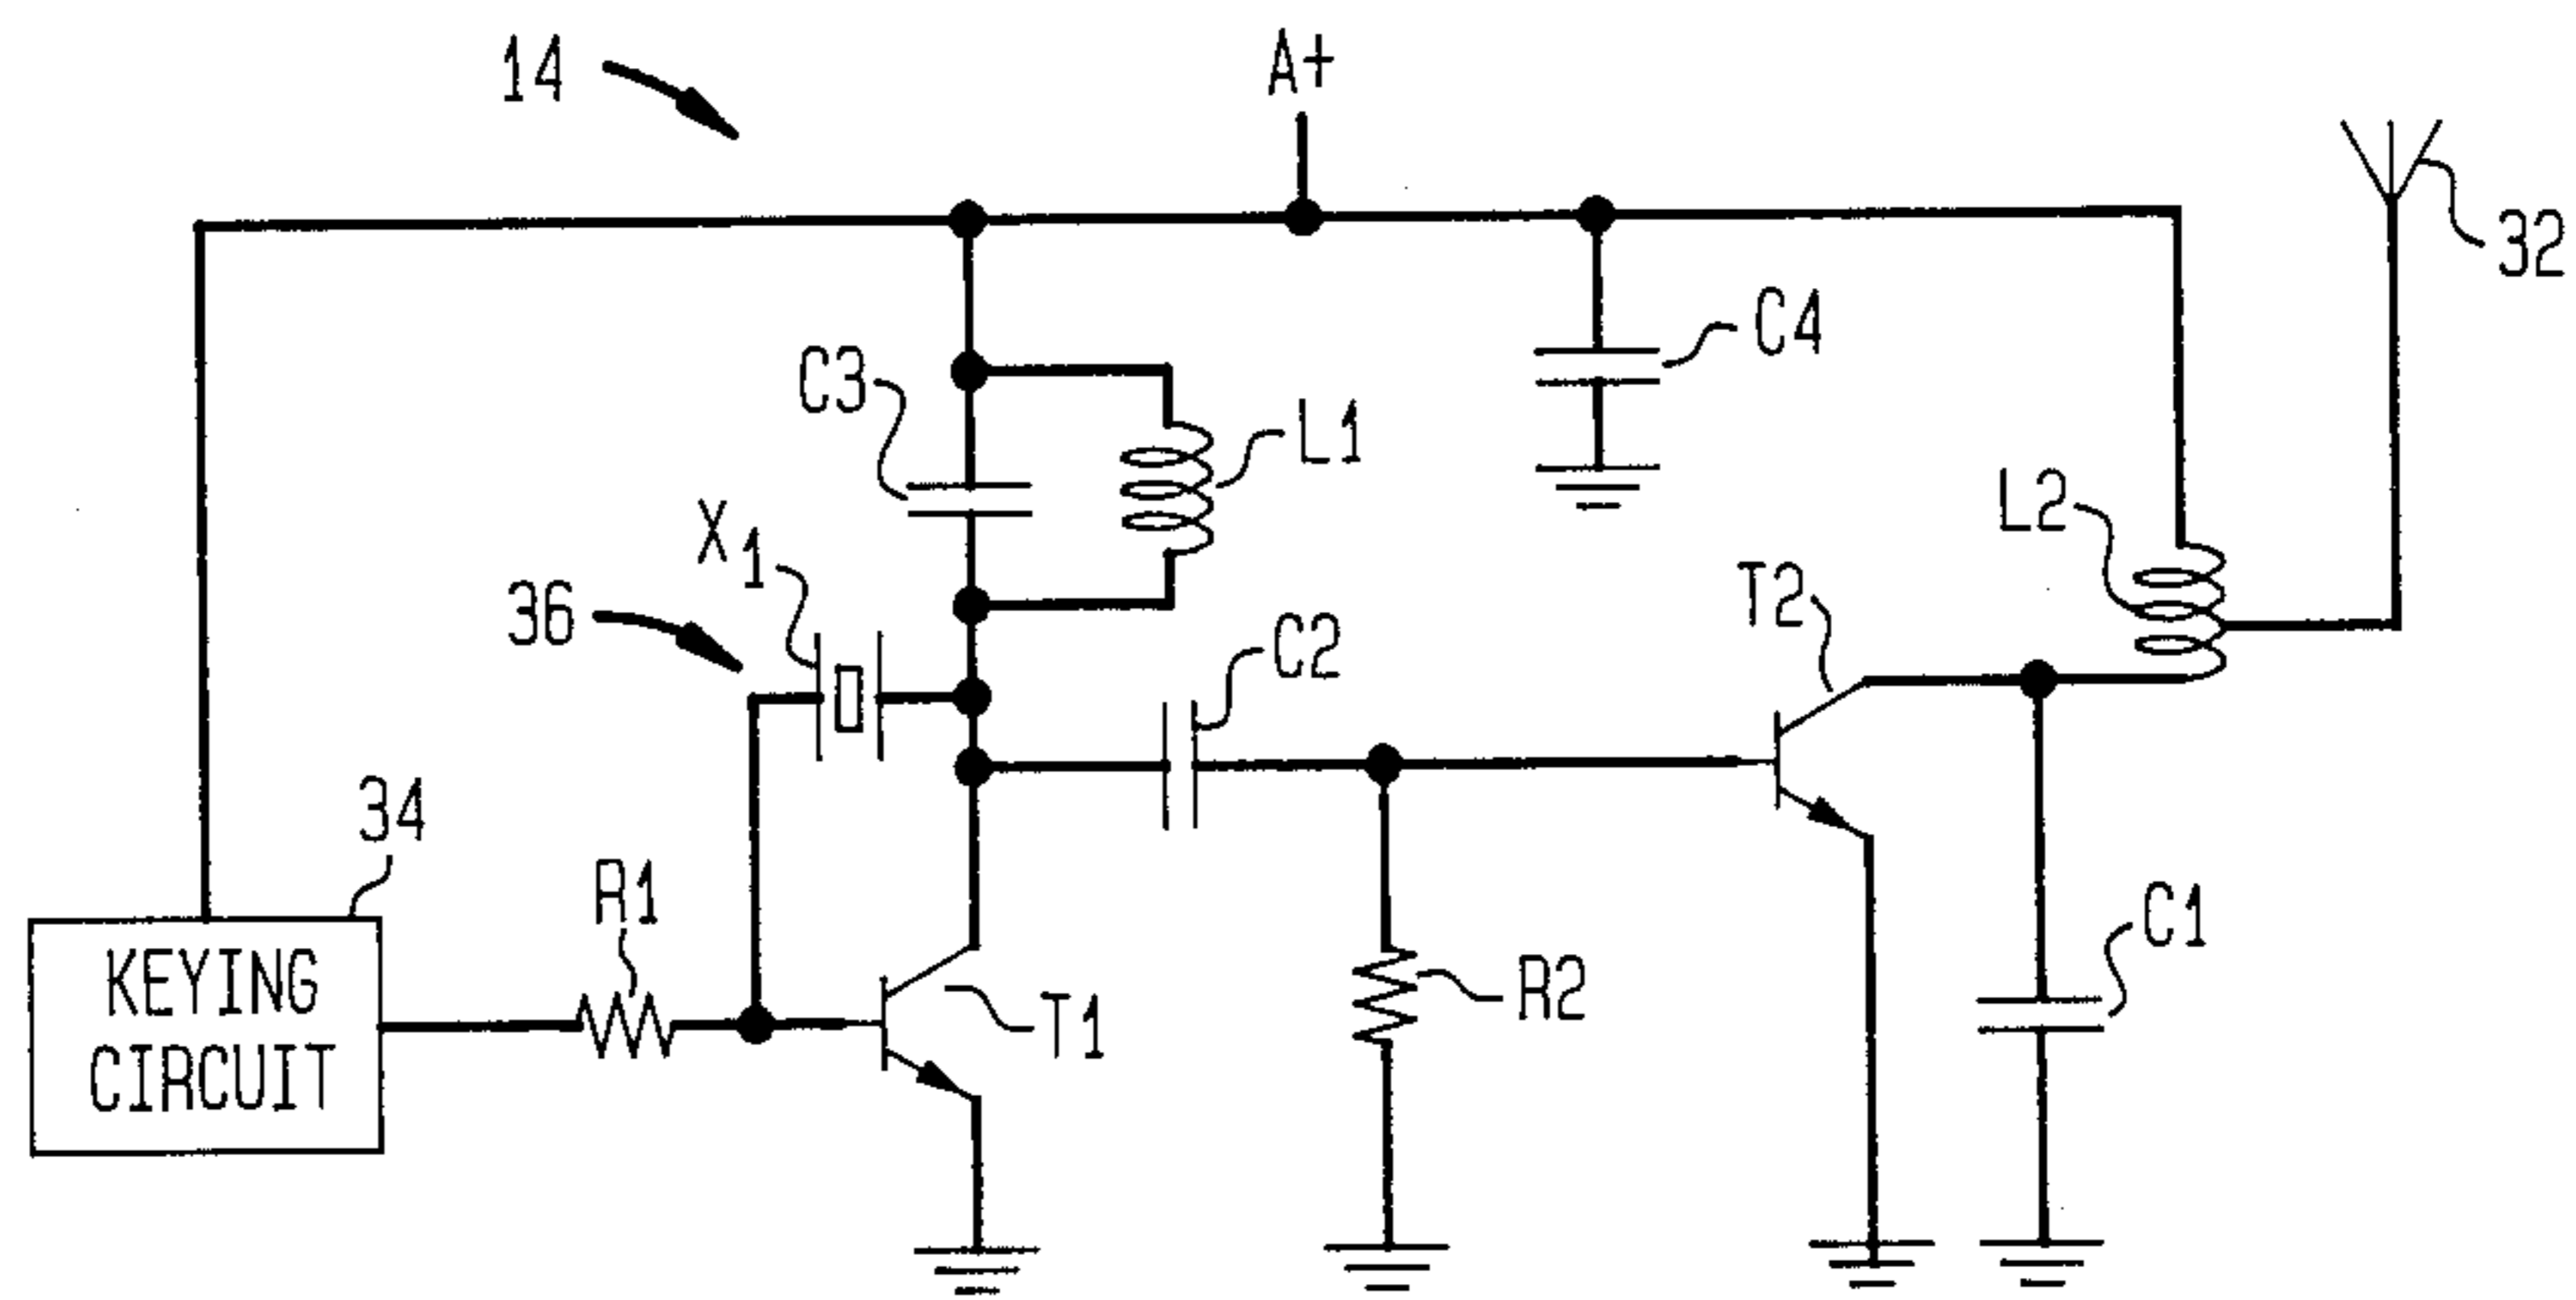 14
A+
32
C3
C4
L1
X1
L2
36
T2
C2
34
R1
C1
KEYING
CIRCUIT
R2
T1